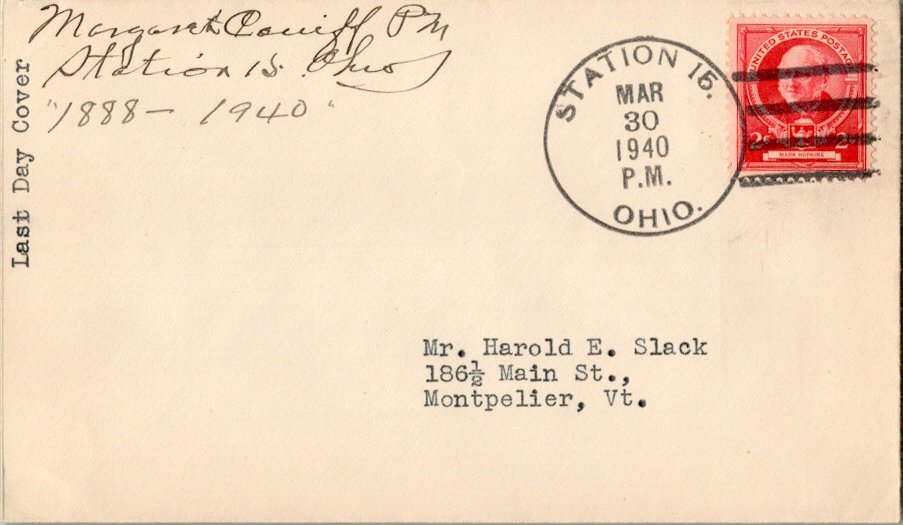 Margaret Caniff PM
Station 15. Ohio
"1888 - 1940"
Last Day Cover
STATION 15.
MAR
30
1940
P.M.
OHIO.
UNITED STATES POSTAGE
2¢ 2¢
MARK HOPKINS
Mr. Harold E. Slack
186½ Main St.,
Montpelier, Vt.